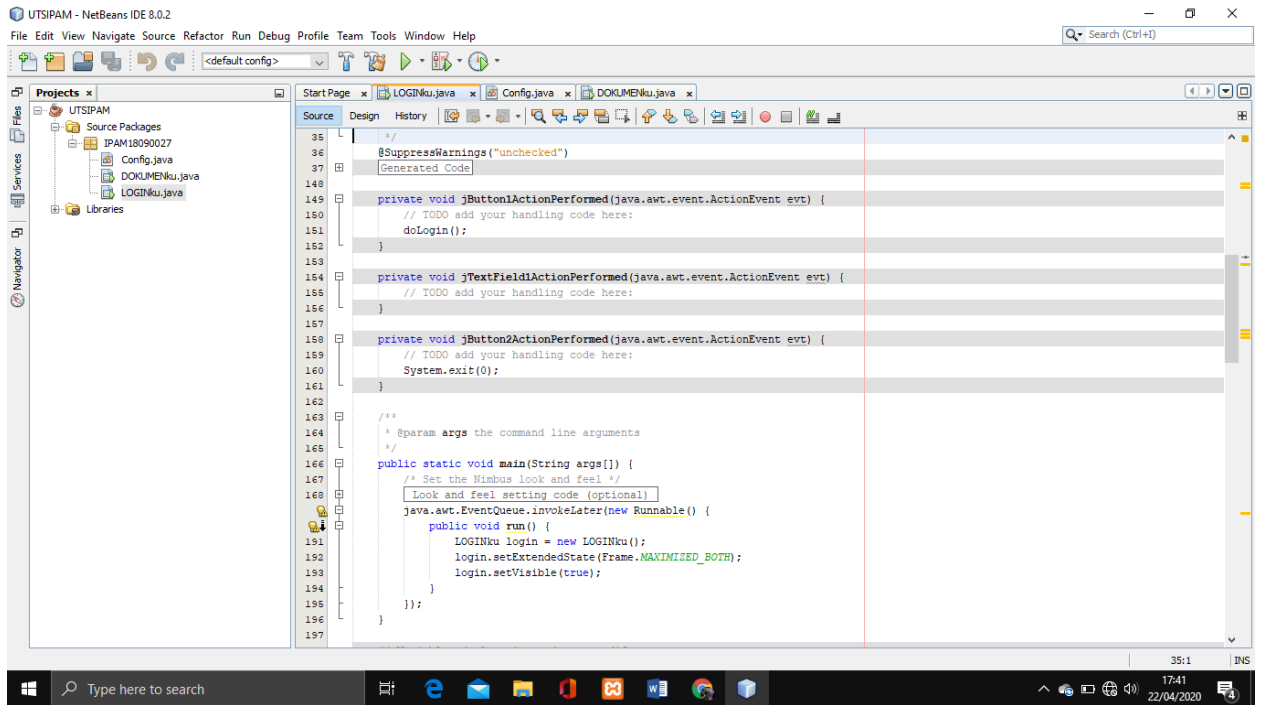 UTSIPAM - NetBeans IDE 8.0.2
File Edit View Navigate Source Refactor Run Debug Profile Team Tools Window Help
Search (Ctrl+I)
<default config>
Projects
Files
Services
Navigator
UTSIPAM
Source Packages
IPAM18090027
Config.java
DOKUMENku.java
LOGINku.java
Libraries
Start Page
LOGINku.java
Config.java
DOKUMENku.java
Source Design History
35 */
36 @SuppressWarnings("unchecked")
37 Generated Code
148
149 private void jButton1ActionPerformed(java.awt.event.ActionEvent evt) {
150 // TODO add your handling code here:
151 doLogin();
152 }
153
154 private void jTextField1ActionPerformed(java.awt.event.ActionEvent evt) {
155 // TODO add your handling code here:
156 }
157
158 private void jButton2ActionPerformed(java.awt.event.ActionEvent evt) {
159 // TODO add your handling code here:
160 System.exit(0);
161 }
162
163 /**
164 * @param args the command line arguments
165 */
166 public static void main(String args[]) {
167 /* Set the Nimbus look and feel */
168 Look and feel setting code (optional)
java.awt.EventQueue.invokeLater(new Runnable() {
public void run() {
191 LOGINku login = new LOGINku();
192 login.setExtendedState(Frame.MAXIMIZED_BOTH);
193 login.setVisible(true);
194 }
195 });
196 }
197
35:1 INS
Type here to search
17:41
22/04/2020
4